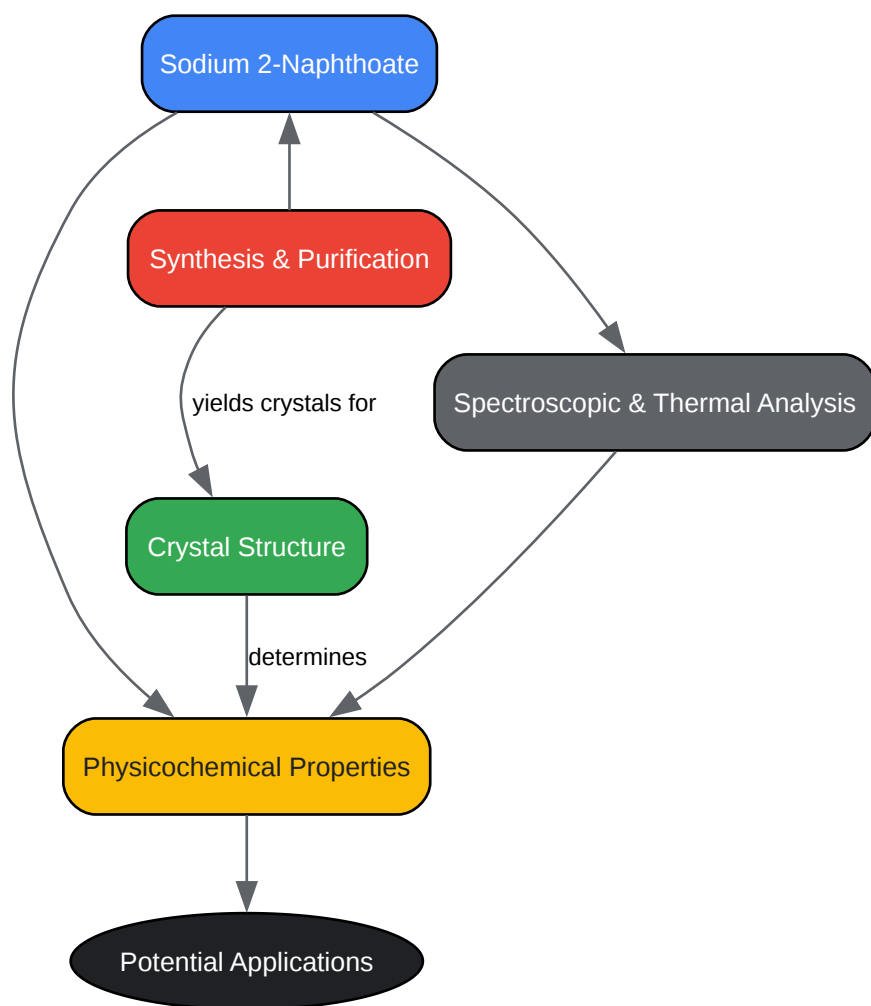 Sodium 2-Naphthoate
Synthesis & Purification
yields crystals for
Spectroscopic & Thermal Analysis
Crystal Structure
determines
Physicochemical Properties
Potential Applications